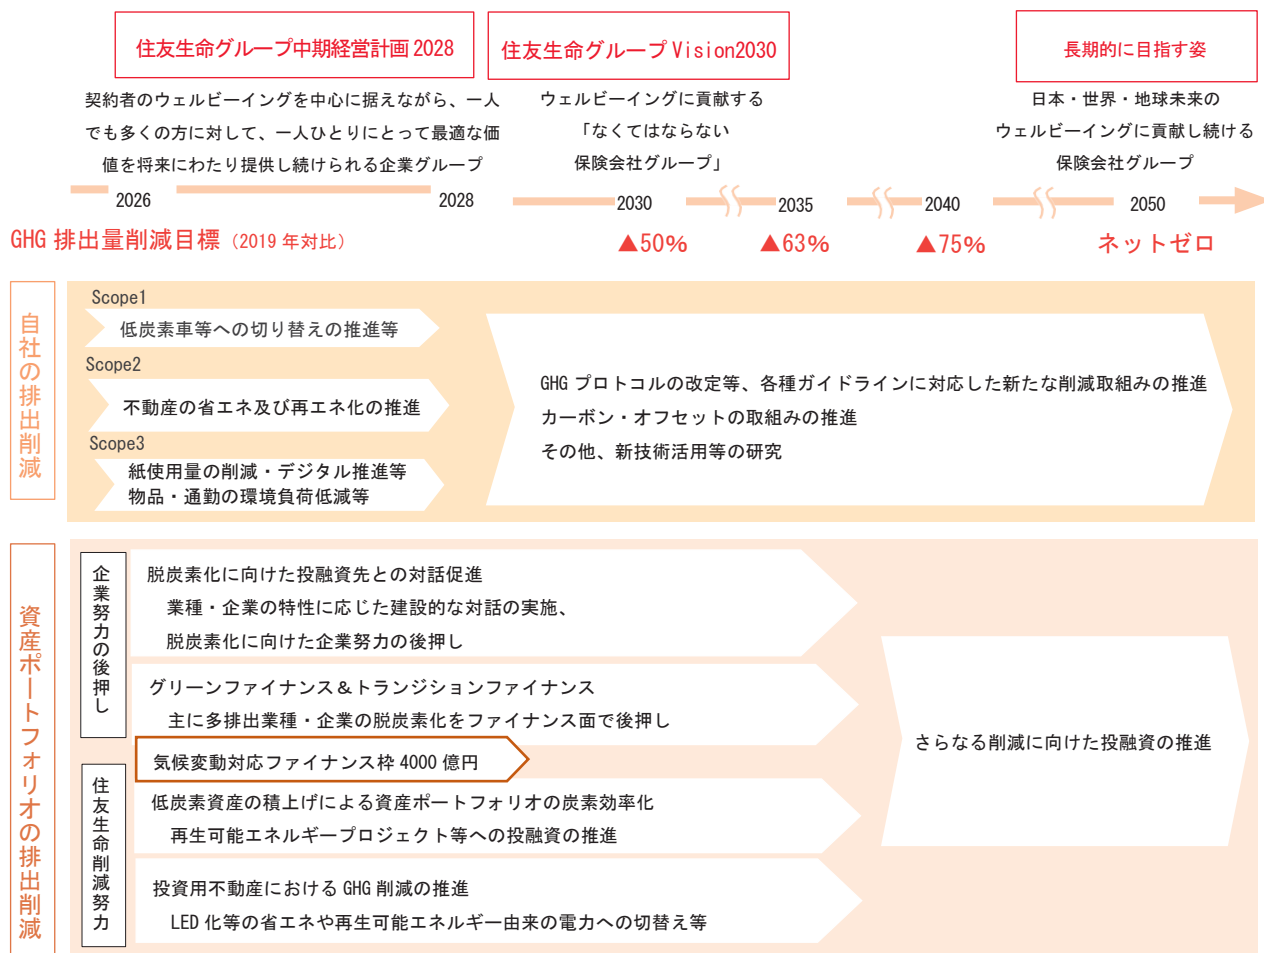 住友生命グループ中期経営計画 2028
契約者のウェルビーイングを中心に据えながら、一人
でも多くの方に対して、一人ひとりにとって最適な価
値を将来にわたり提供し続けられる企業グループ
住友生命グループ Vision2030
ウェルビーイングに貢献する
「なくてはならない
保険会社グループ」
長期的に目指す姿
日本・世界・地球未来の
ウェルビーイングに貢献し続ける
保険会社グループ
2026
2028
2030
2035
2040
2050
GHG 排出量削減目標（2019 年対比）
▲50%
▲63%
▲75%
ネットゼロ
自社の排出削減
Scope1
低炭素車等への切り替えの推進等
Scope2
不動産の省エネ及び再エネ化の推進
Scope3
紙使用量の削減・デジタル推進等
物品・通勤の環境負荷低減等
GHG プロトコルの改定等、各種ガイドラインに対応した新たな削減取組みの推進
カーボン・オフセットの取組みの推進
その他、新技術活用等の研究
資産ポートフォリオの排出削減
企業努力の後押し
脱炭素化に向けた投融資先との対話促進
業種・企業の特性に応じた建設的な対話の実施、
脱炭素化に向けた企業努力の後押し
グリーンファイナンス＆トランジションファイナンス
主に多排出業種・企業の脱炭素化をファイナンス面で後押し
気候変動対応ファイナンス枠 4000 億円
住友生命削減努力
低炭素資産の積上げによる資産ポートフォリオの炭素効率化
再生可能エネルギープロジェクト等への投融資の推進
投資用不動産における GHG 削減の推進
LED 化等の省エネや再生可能エネルギー由来の電力への切替え等
さらなる削減に向けた投融資の推進